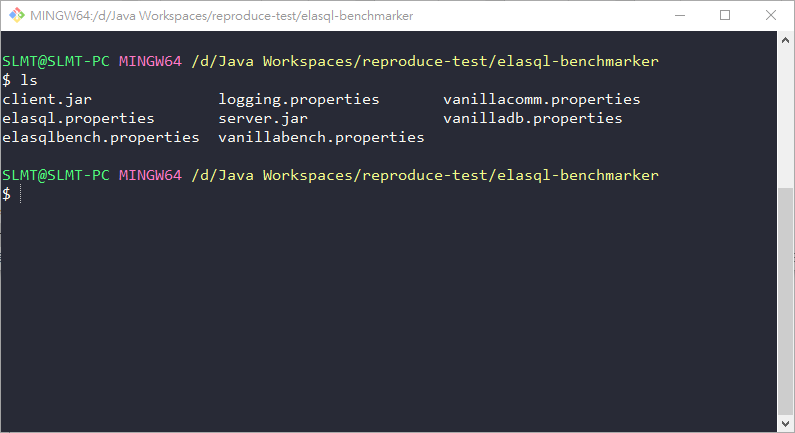 MINGW64:/d/Java Workspaces/reproduce-test/elasql-benchmarker
SLMT@SLMT-PC MINGW64 /d/Java Workspaces/reproduce-test/elasql-benchmarker
$ ls
client.jar logging.properties vanillacomm.properties
elasql.properties server.jar vanilladb.properties
elasqlbench.properties vanillabench.properties
SLMT@SLMT-PC MINGW64 /d/Java Workspaces/reproduce-test/elasql-benchmarker
$